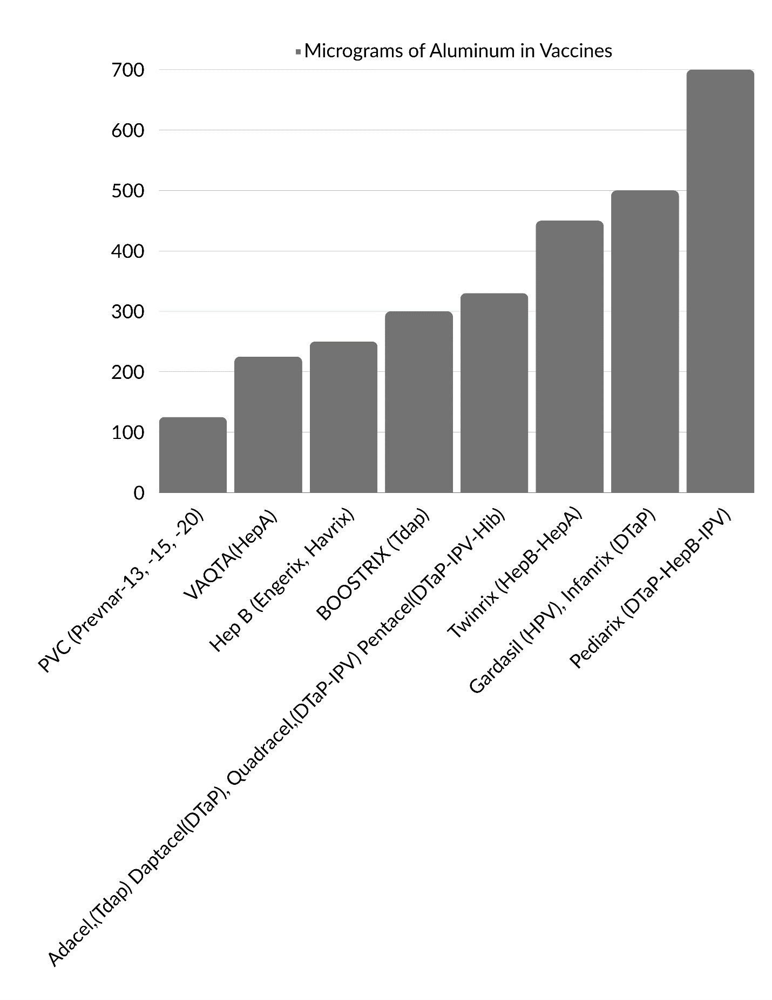 Micrograms of Aluminum in Vaccines
700
600
500
400
300
200
100
0
PVC (Prevnar-13, -15, -20)
VAQTA(HepA)
Hep B (Engerix, Havrix)
BOOSTRIX (Tdap)
Adacel,(Tdap) Daptacel(DTaP), Quadracel,(DTaP-IPV) Pentacel(DTaP-IPV-Hib)
Twinrix (HepB-HepA)
Gardasil (HPV), Infanrix (DTaP)
Pediarix (DTaP-HepB-IPV)